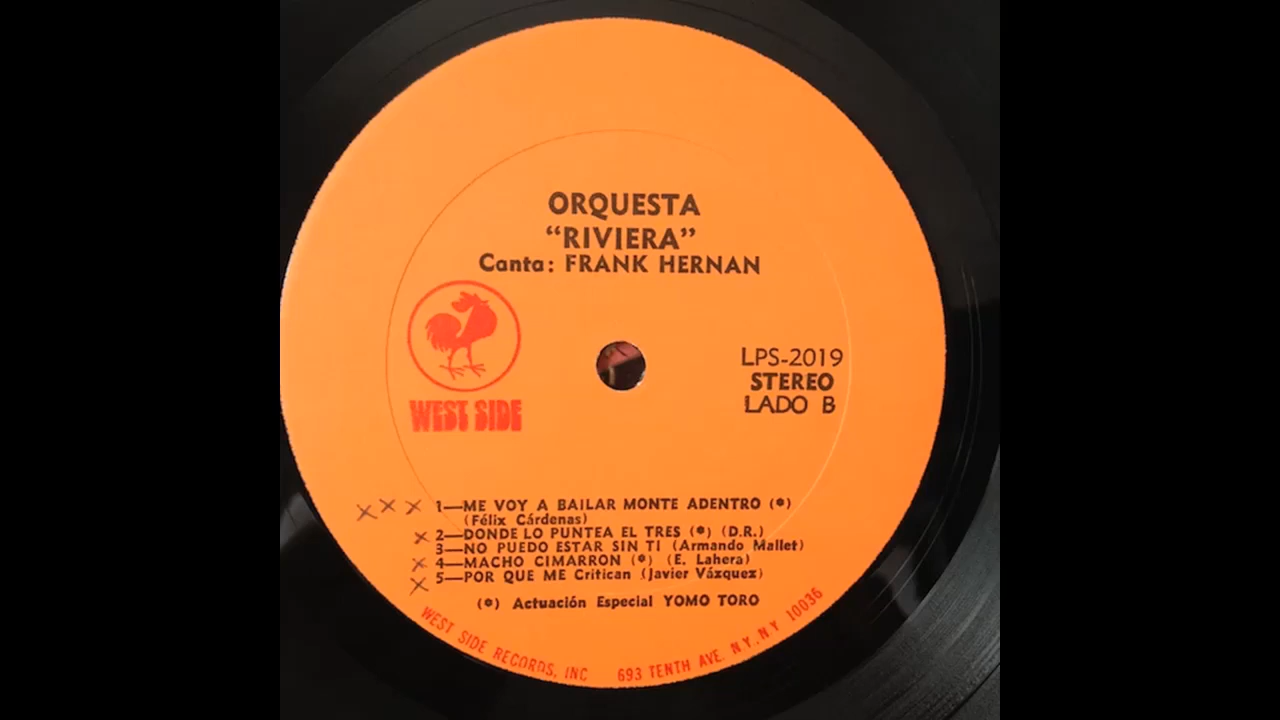 ORQUESTA
“RIVIERA”
Canta: FRANK HERNAN
WEST SIDE
LPS-2019
STEREO
LADO B
x x x 1—ME VOY A BAILAR MONTE ADENTRO (*)
(Félix Cárdenas)
x 2—DONDE LO PUNTEA EL TRES (*) (D.R.)
3—NO PUEDO ESTAR SIN TI (Armando Mallet)
x 4—MACHO CIMARRON (*) (E. Lahera)
x 5—POR QUE ME Critican (Javier Vázquez)
(*) Actuación Especial YOMO TORO
WEST SIDE RECORDS, INC 693 TENTH AVE. N.Y., N.Y 10036